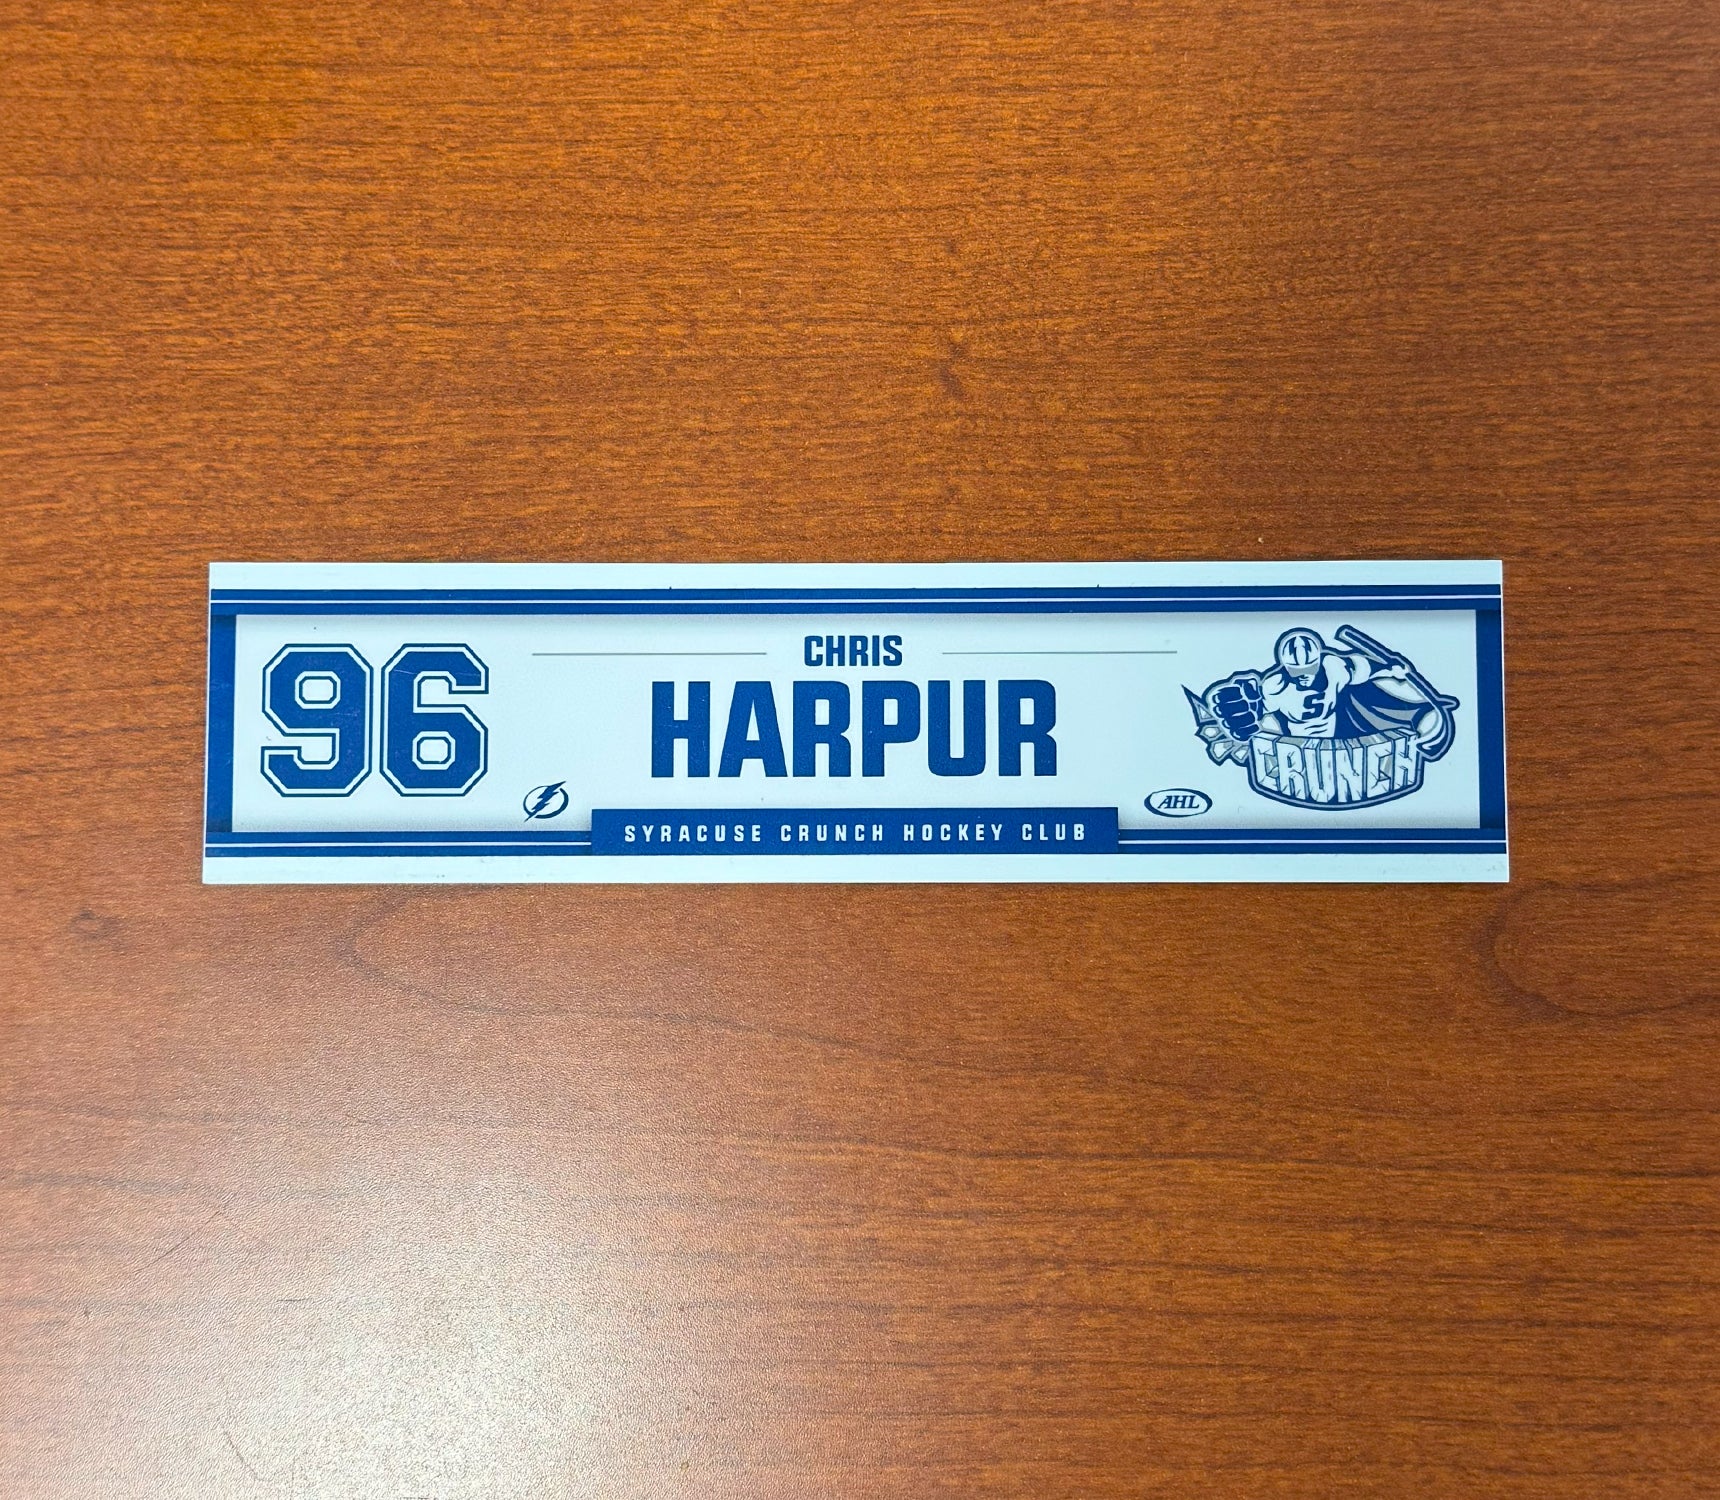 96
CHRIS
HARPUR
SYRACUSE CRUNCH HOCKEY CLUB
AHL
S
CRUNCH